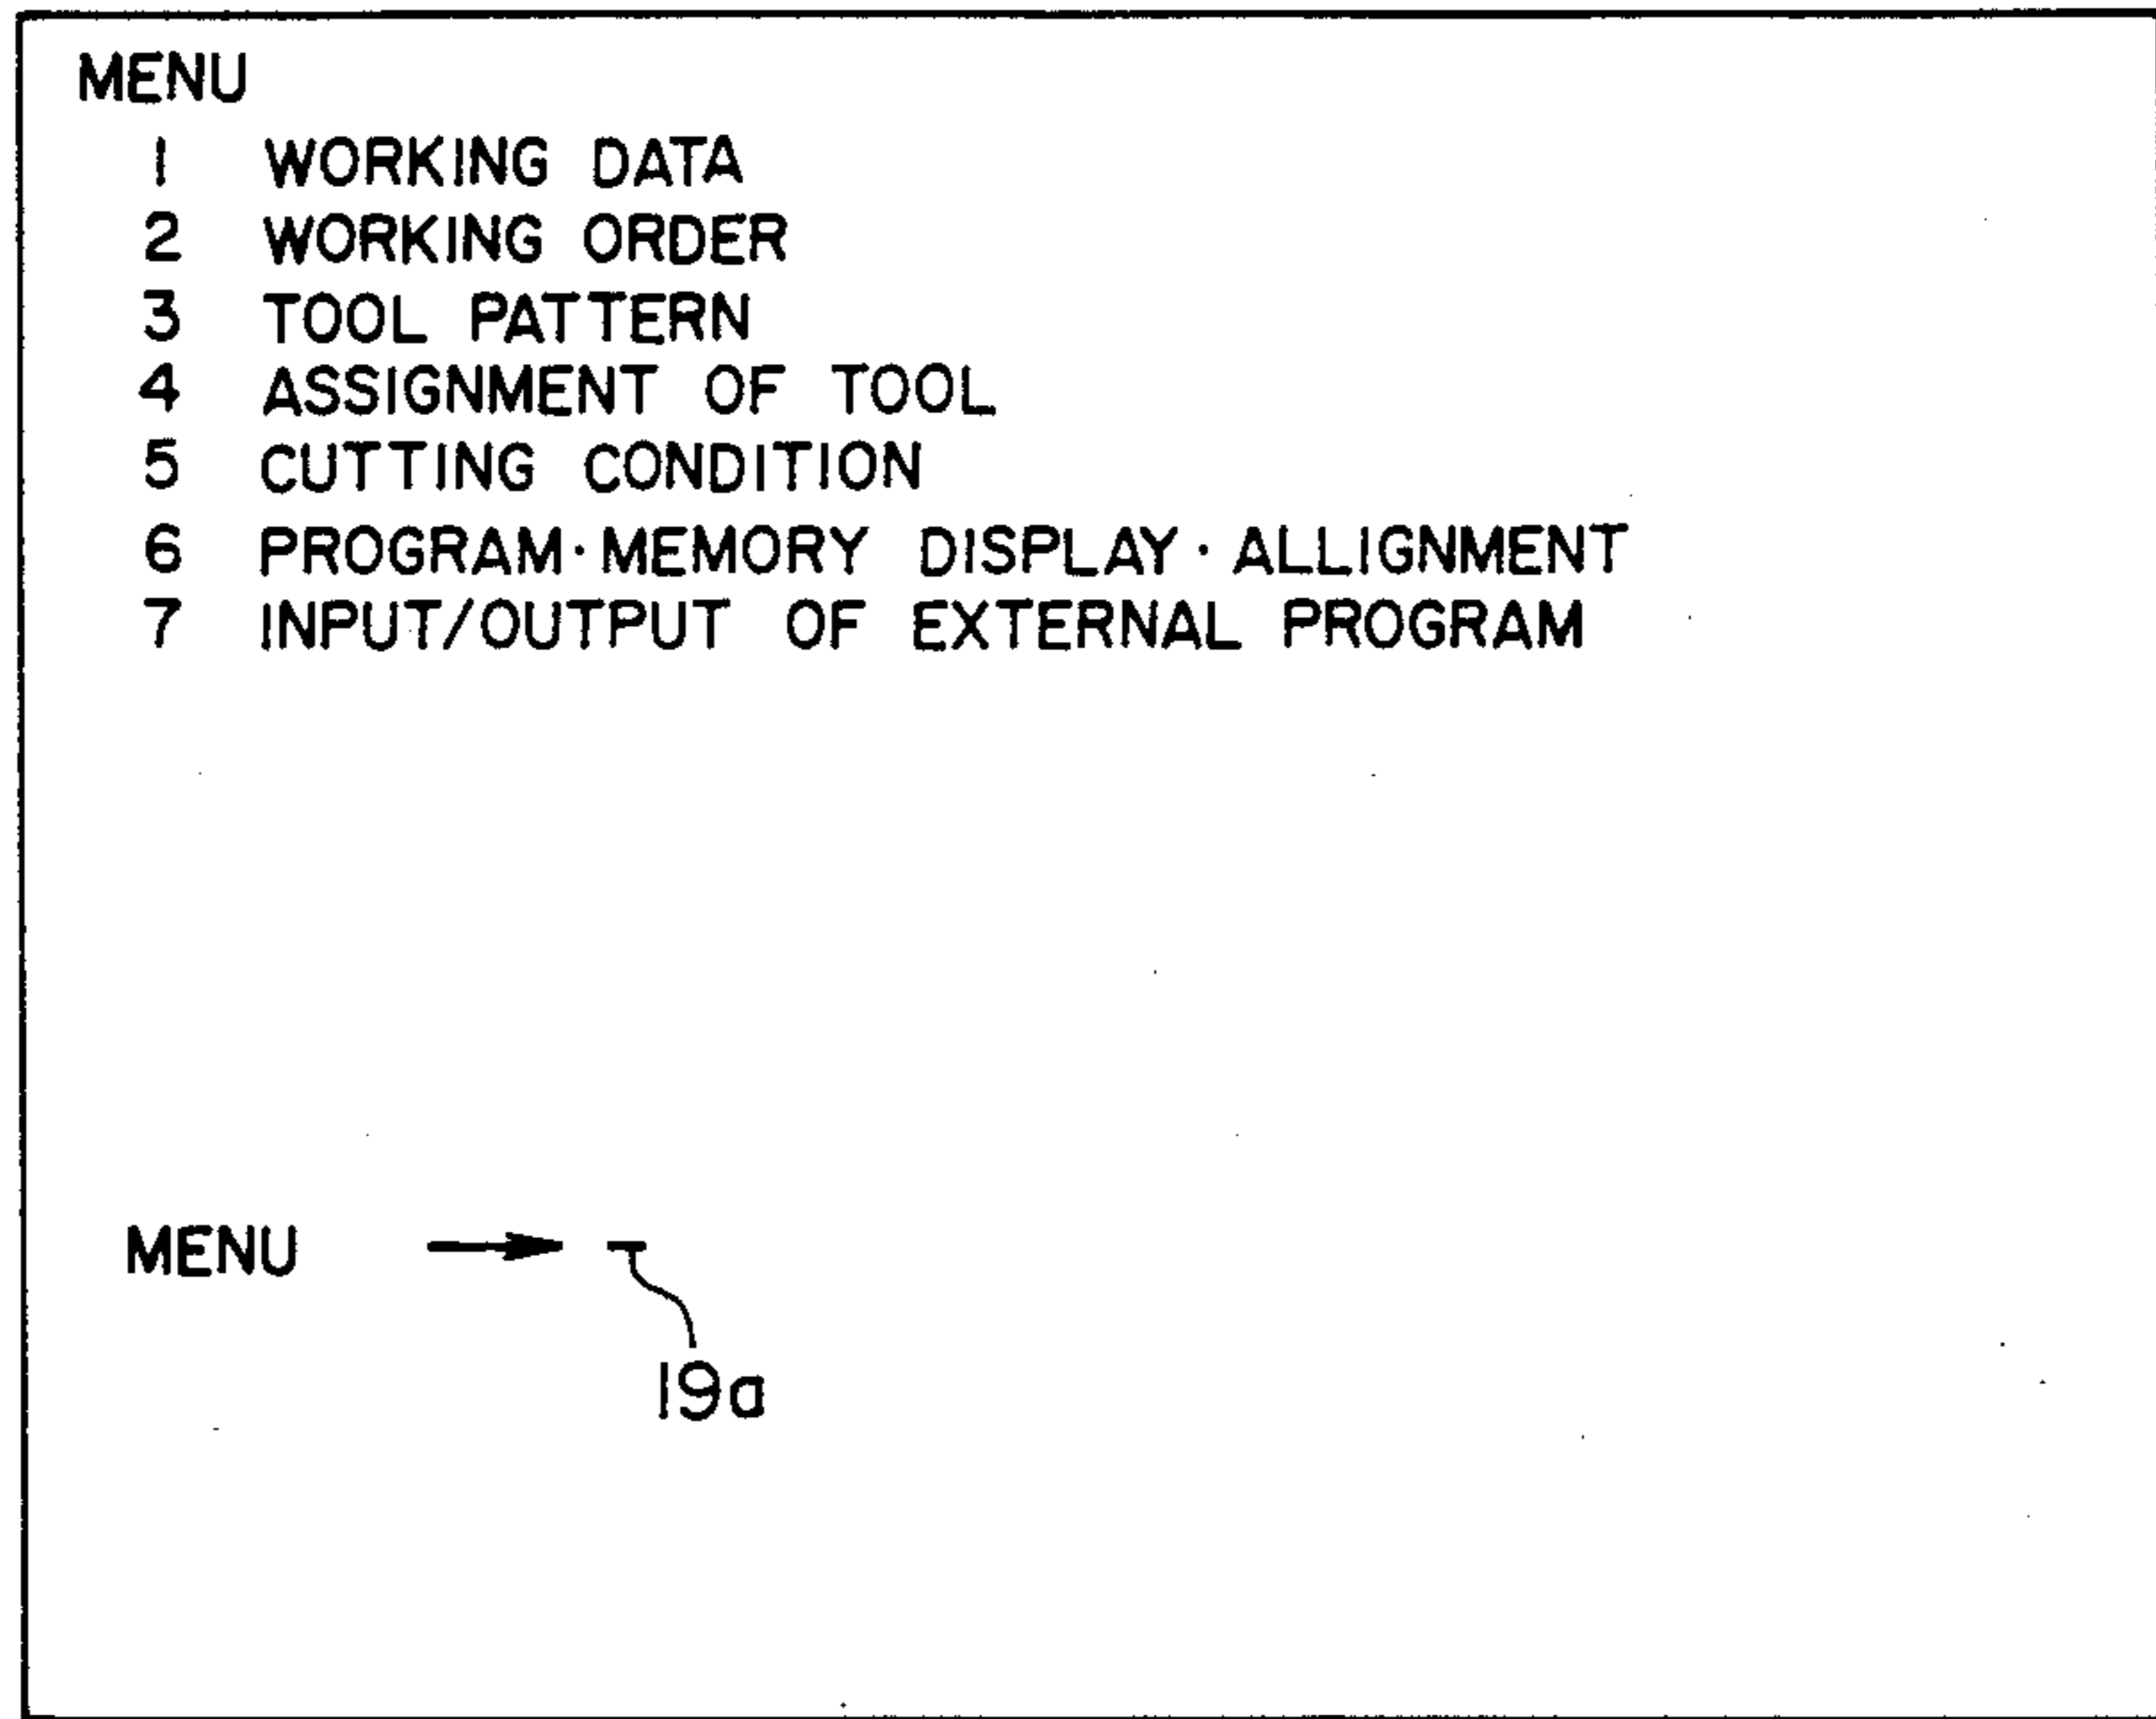 MENU
1 WORKING DATA
2 WORKING ORDER
3 TOOL PATTERN
4 ASSIGNMENT OF TOOL
5 CUTTING CONDITION
6 PROGRAM·MEMORY DISPLAY·ALLIGNMENT
7 INPUT/OUTPUT OF EXTERNAL PROGRAM
MENU → _
19a